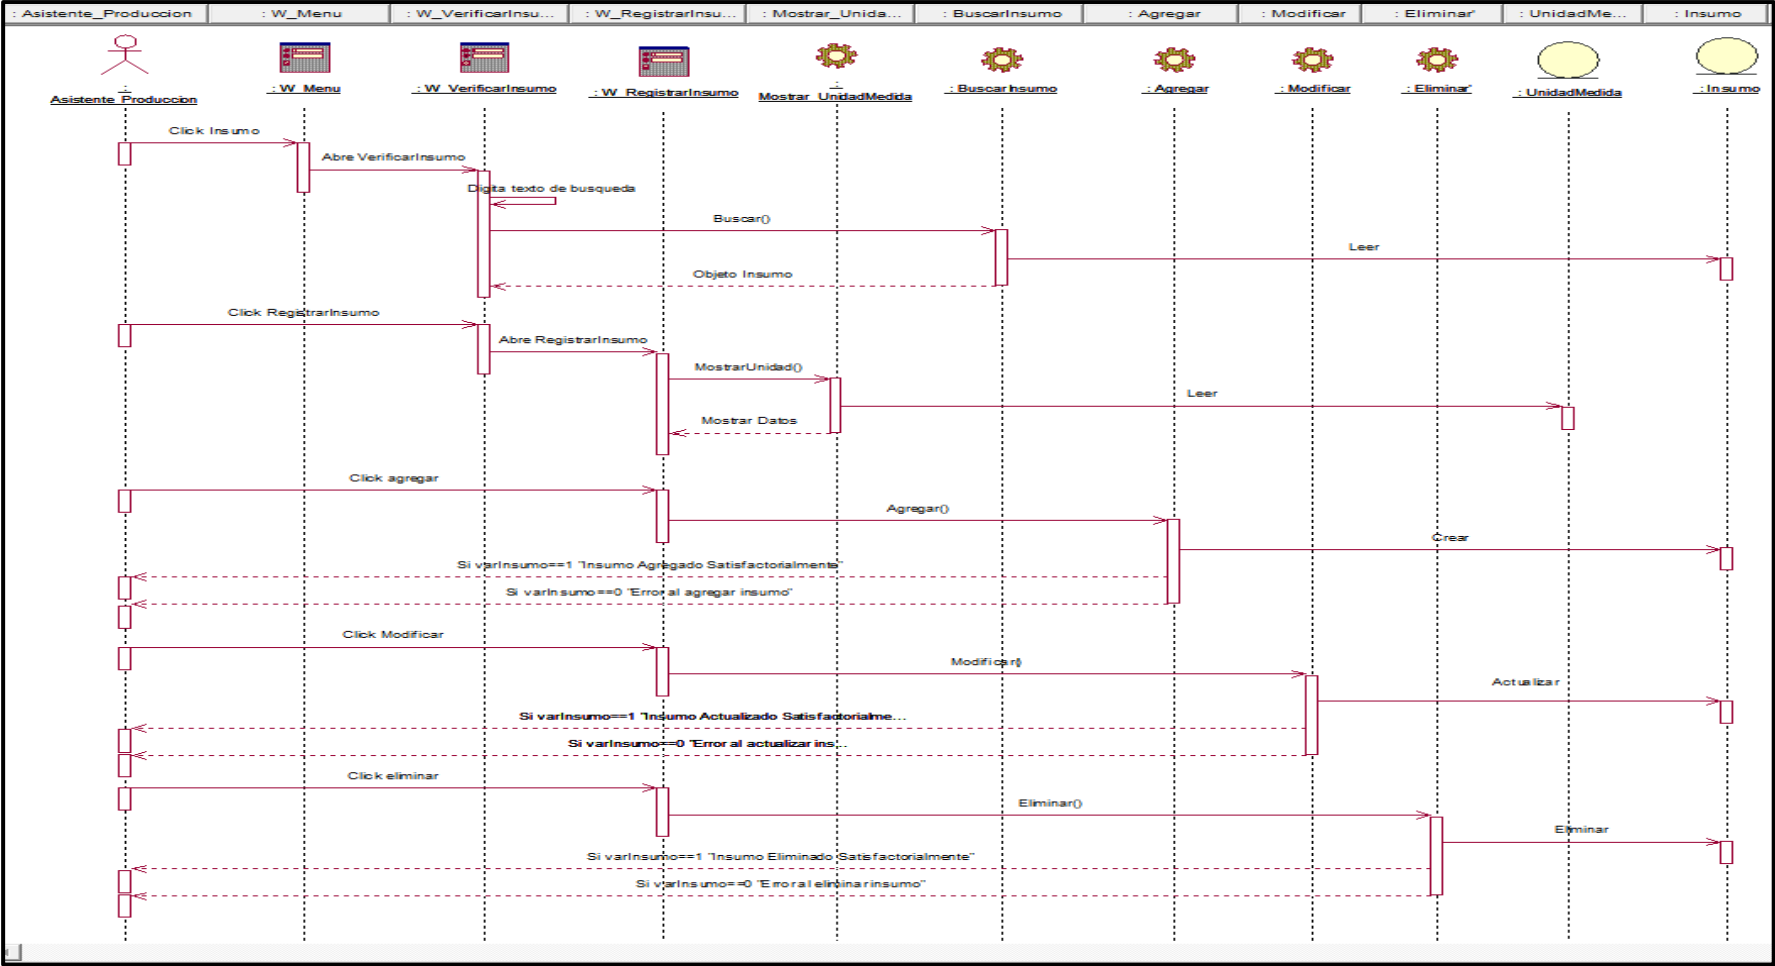 : Asistente_Produccion
: W_Menu
: W_VerificarInsu...
: W_RegistrarInsu...
: Mostrar_Unida...
: BuscarInsumo
: Agregar
: Modificar
: Eliminar'
: UnidadMe...
: Insumo
:
Asistente_Produccion
: W_Menu
: W_VerificarInsumo
: W_RegistrarInsumo
:
Mostrar_UnidadMedida
: BuscarInsumo
: Agregar
: Modificar
: Eliminar'
: UnidadMedida
: Insumo
Click Insumo
Abre VerificarInsumo
Digita texto de busqueda
Buscar()
Leer
Objeto Insumo
Click RegistrarInsumo
Abre RegistrarInsumo
MostrarUnidad()
Leer
Mostrar Datos
Click agregar
Agregar()
Crear
Si varInsumo==1 "Insumo Agregado Satisfactorialmente"
Si varInsumo==0 "Error al agregar insumo"
Click Modificar
Modificar()
Actualizar
Si varInsumo==1 "Insumo Actualizado Satisfactorialme...
Si varInsumo==0 "Error al actualizar ins...
Click eliminar
Eliminar()
Eliminar
Si varInsumo==1 "Insumo Eliminado Satisfactorialmente"
Si varInsumo==0 "Error al eliminar insumo"